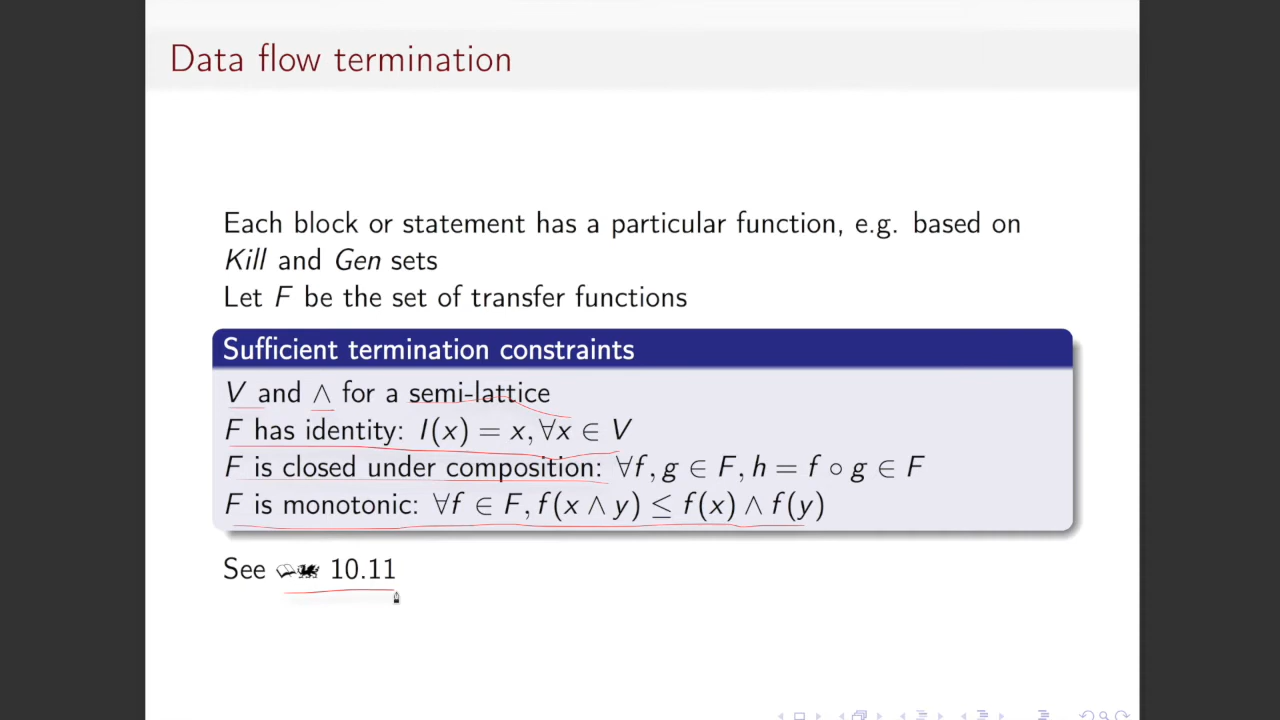 Data flow termination
Each block or statement has a particular function, e.g. based on
Kill and Gen sets
Let F be the set of transfer functions
Sufficient termination constraints
V and ∧ for a semi-lattice
F has identity: I(x) = x, ∀x ∈ V
F is closed under composition: ∀f, g ∈ F, h = f ∘ g ∈ F
F is monotonic: ∀f ∈ F, f(x ∧ y) ≤ f(x) ∧ f(y)
See 10.11